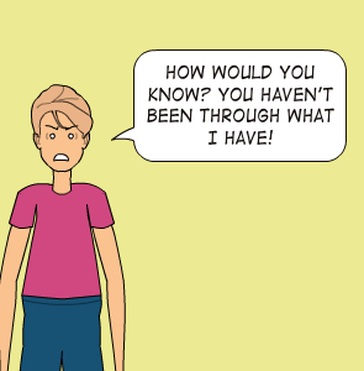 HOW WOULD YOU
KNOW? YOU HAVEN'T
BEEN THROUGH WHAT
I HAVE!